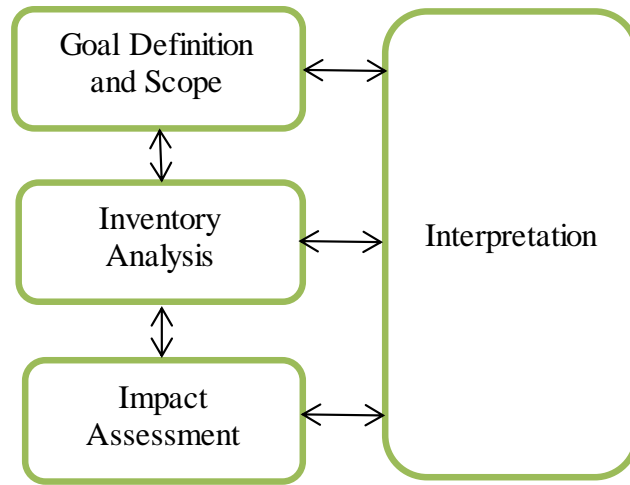 Goal Definition
and Scope
Inventory
Analysis
Interpretation
Impact
Assessment